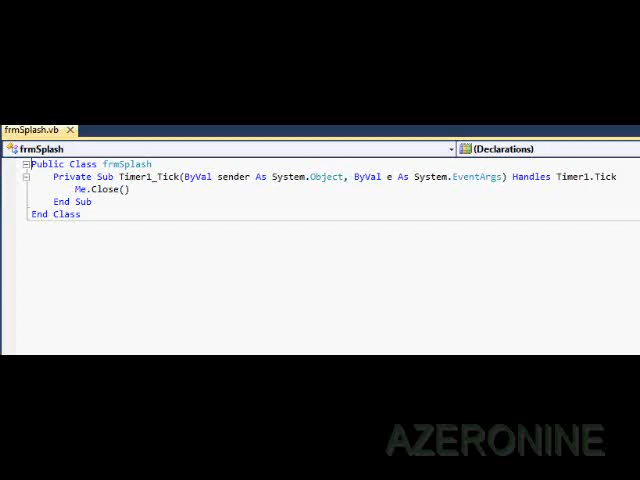 frmSplash.vb
frmSplash
(Declarations)
Public Class frmSplash
Private Sub Timer1_Tick(ByVal sender As System.Object, ByVal e As System.EventArgs) Handles Timer1.Tick
Me.Close()
End Sub
End Class
AZERONINE